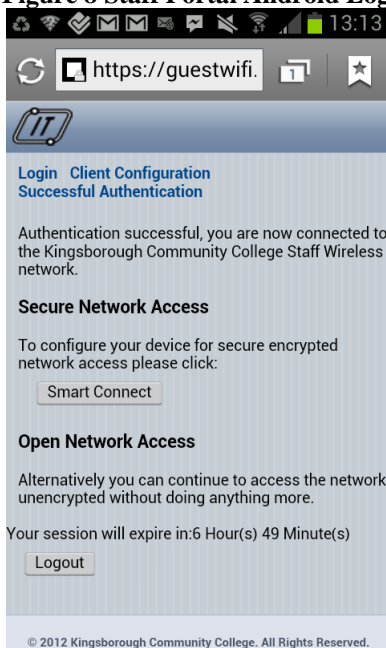 Figure 8 Staff Portal Android Log
13:13
https://guestwifi.
1
IT
Login Client Configuration
Successful Authentication
Authentication successful, you are now connected to
the Kingsborough Community College Staff Wireless
network.
Secure Network Access
To configure your device for secure encrypted
network access please click:
Smart Connect
Open Network Access
Alternatively you can continue to access the network
unencrypted without doing anything more.
Your session will expire in:6 Hour(s) 49 Minute(s)
Logout
© 2012 Kingsborough Community College. All Rights Reserved.